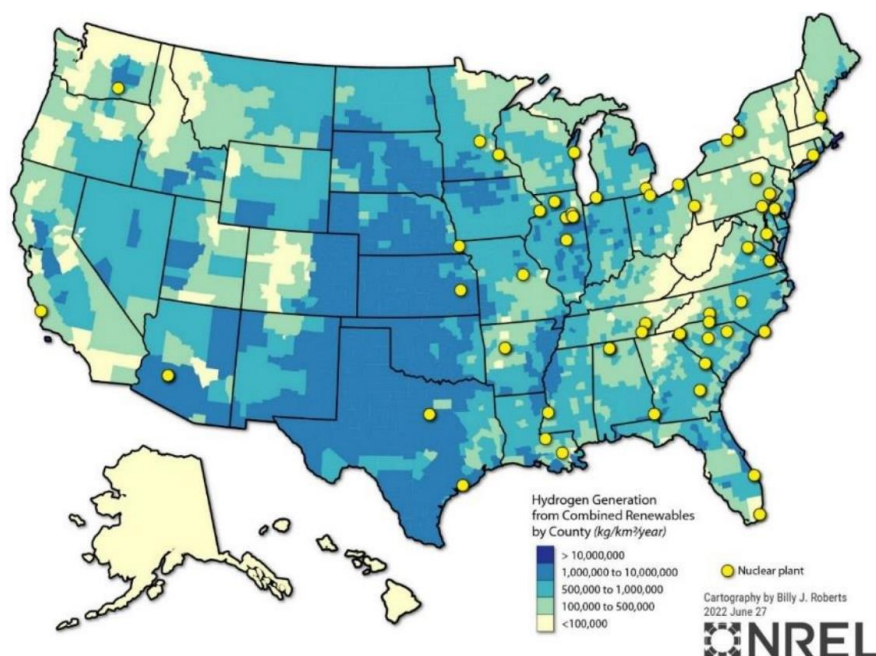 Hydrogen Generation
from Combined Renewables
by County (kg/km²/year)
> 10,000,000
1,000,000 to 10,000,000
500,000 to 1,000,000
100,000 to 500,000
<100,000
Nuclear plant
Cartography by Billy J. Roberts
2022 June 27
NREL